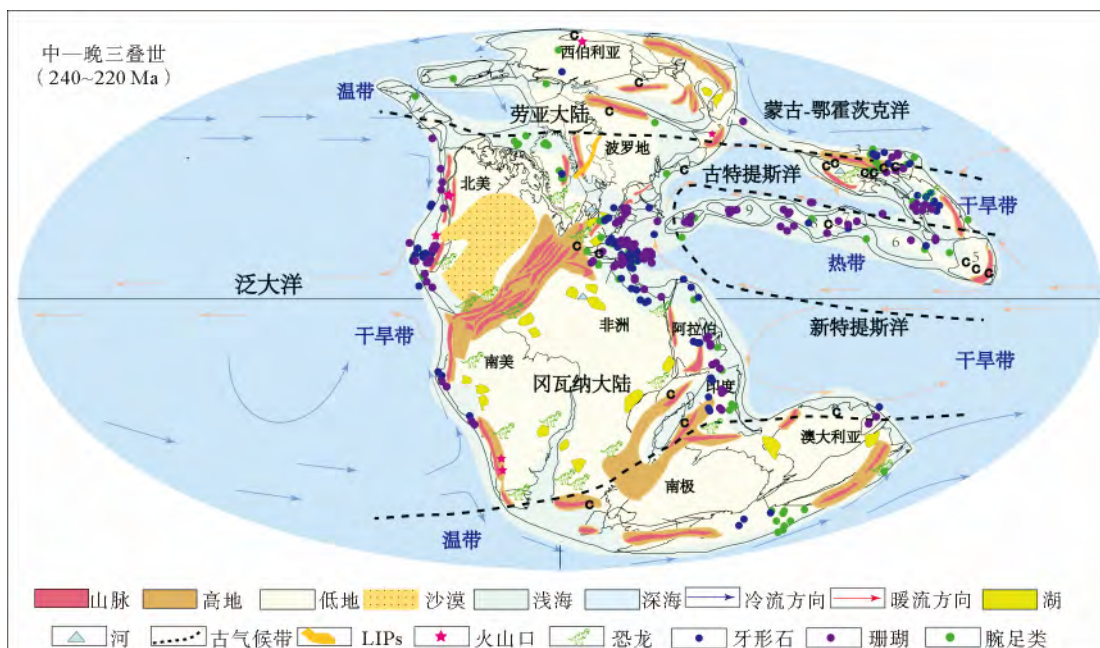 中—晚三叠世
(240~220 Ma)
C
西伯利亚
温带
C
C
劳亚大陆
C
蒙古-鄂霍茨克洋
波罗地
3
北美
古特提斯洋
C
C C
C C C C
干旱带
9
C
6
5
C C
C
热带
泛大洋
新特提斯洋
非洲
阿拉伯
干旱带
干旱带
南美
冈瓦纳大陆
印度
C
C
C
澳大利亚
南极
C
温带
山脉 高地 低地 沙漠 浅海 深海 冷流方向 暖流方向 湖
河 古气候带 LIPs 火山口 恐龙 牙形石 珊瑚 腕足类